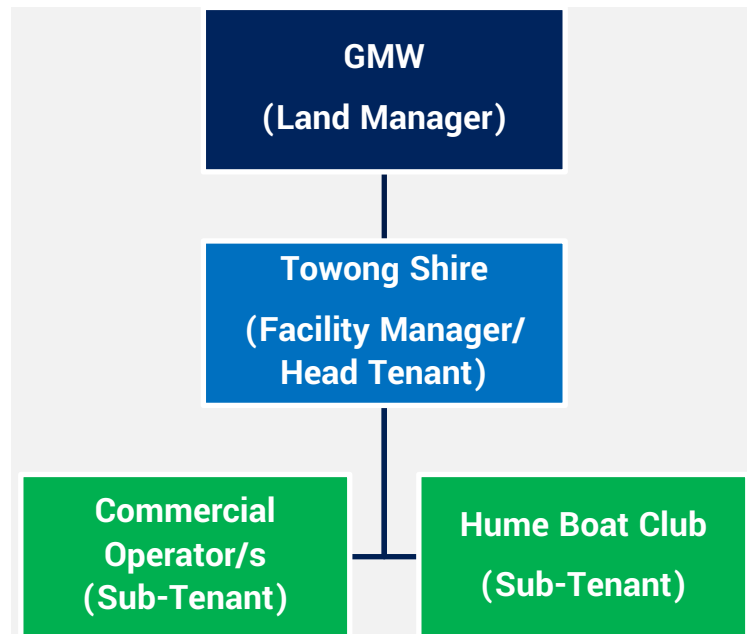 GMW
(Land Manager)
Towong Shire
(Facility Manager/
Head Tenant)
Commercial
Operator/s
(Sub-Tenant)
Hume Boat Club
(Sub-Tenant)